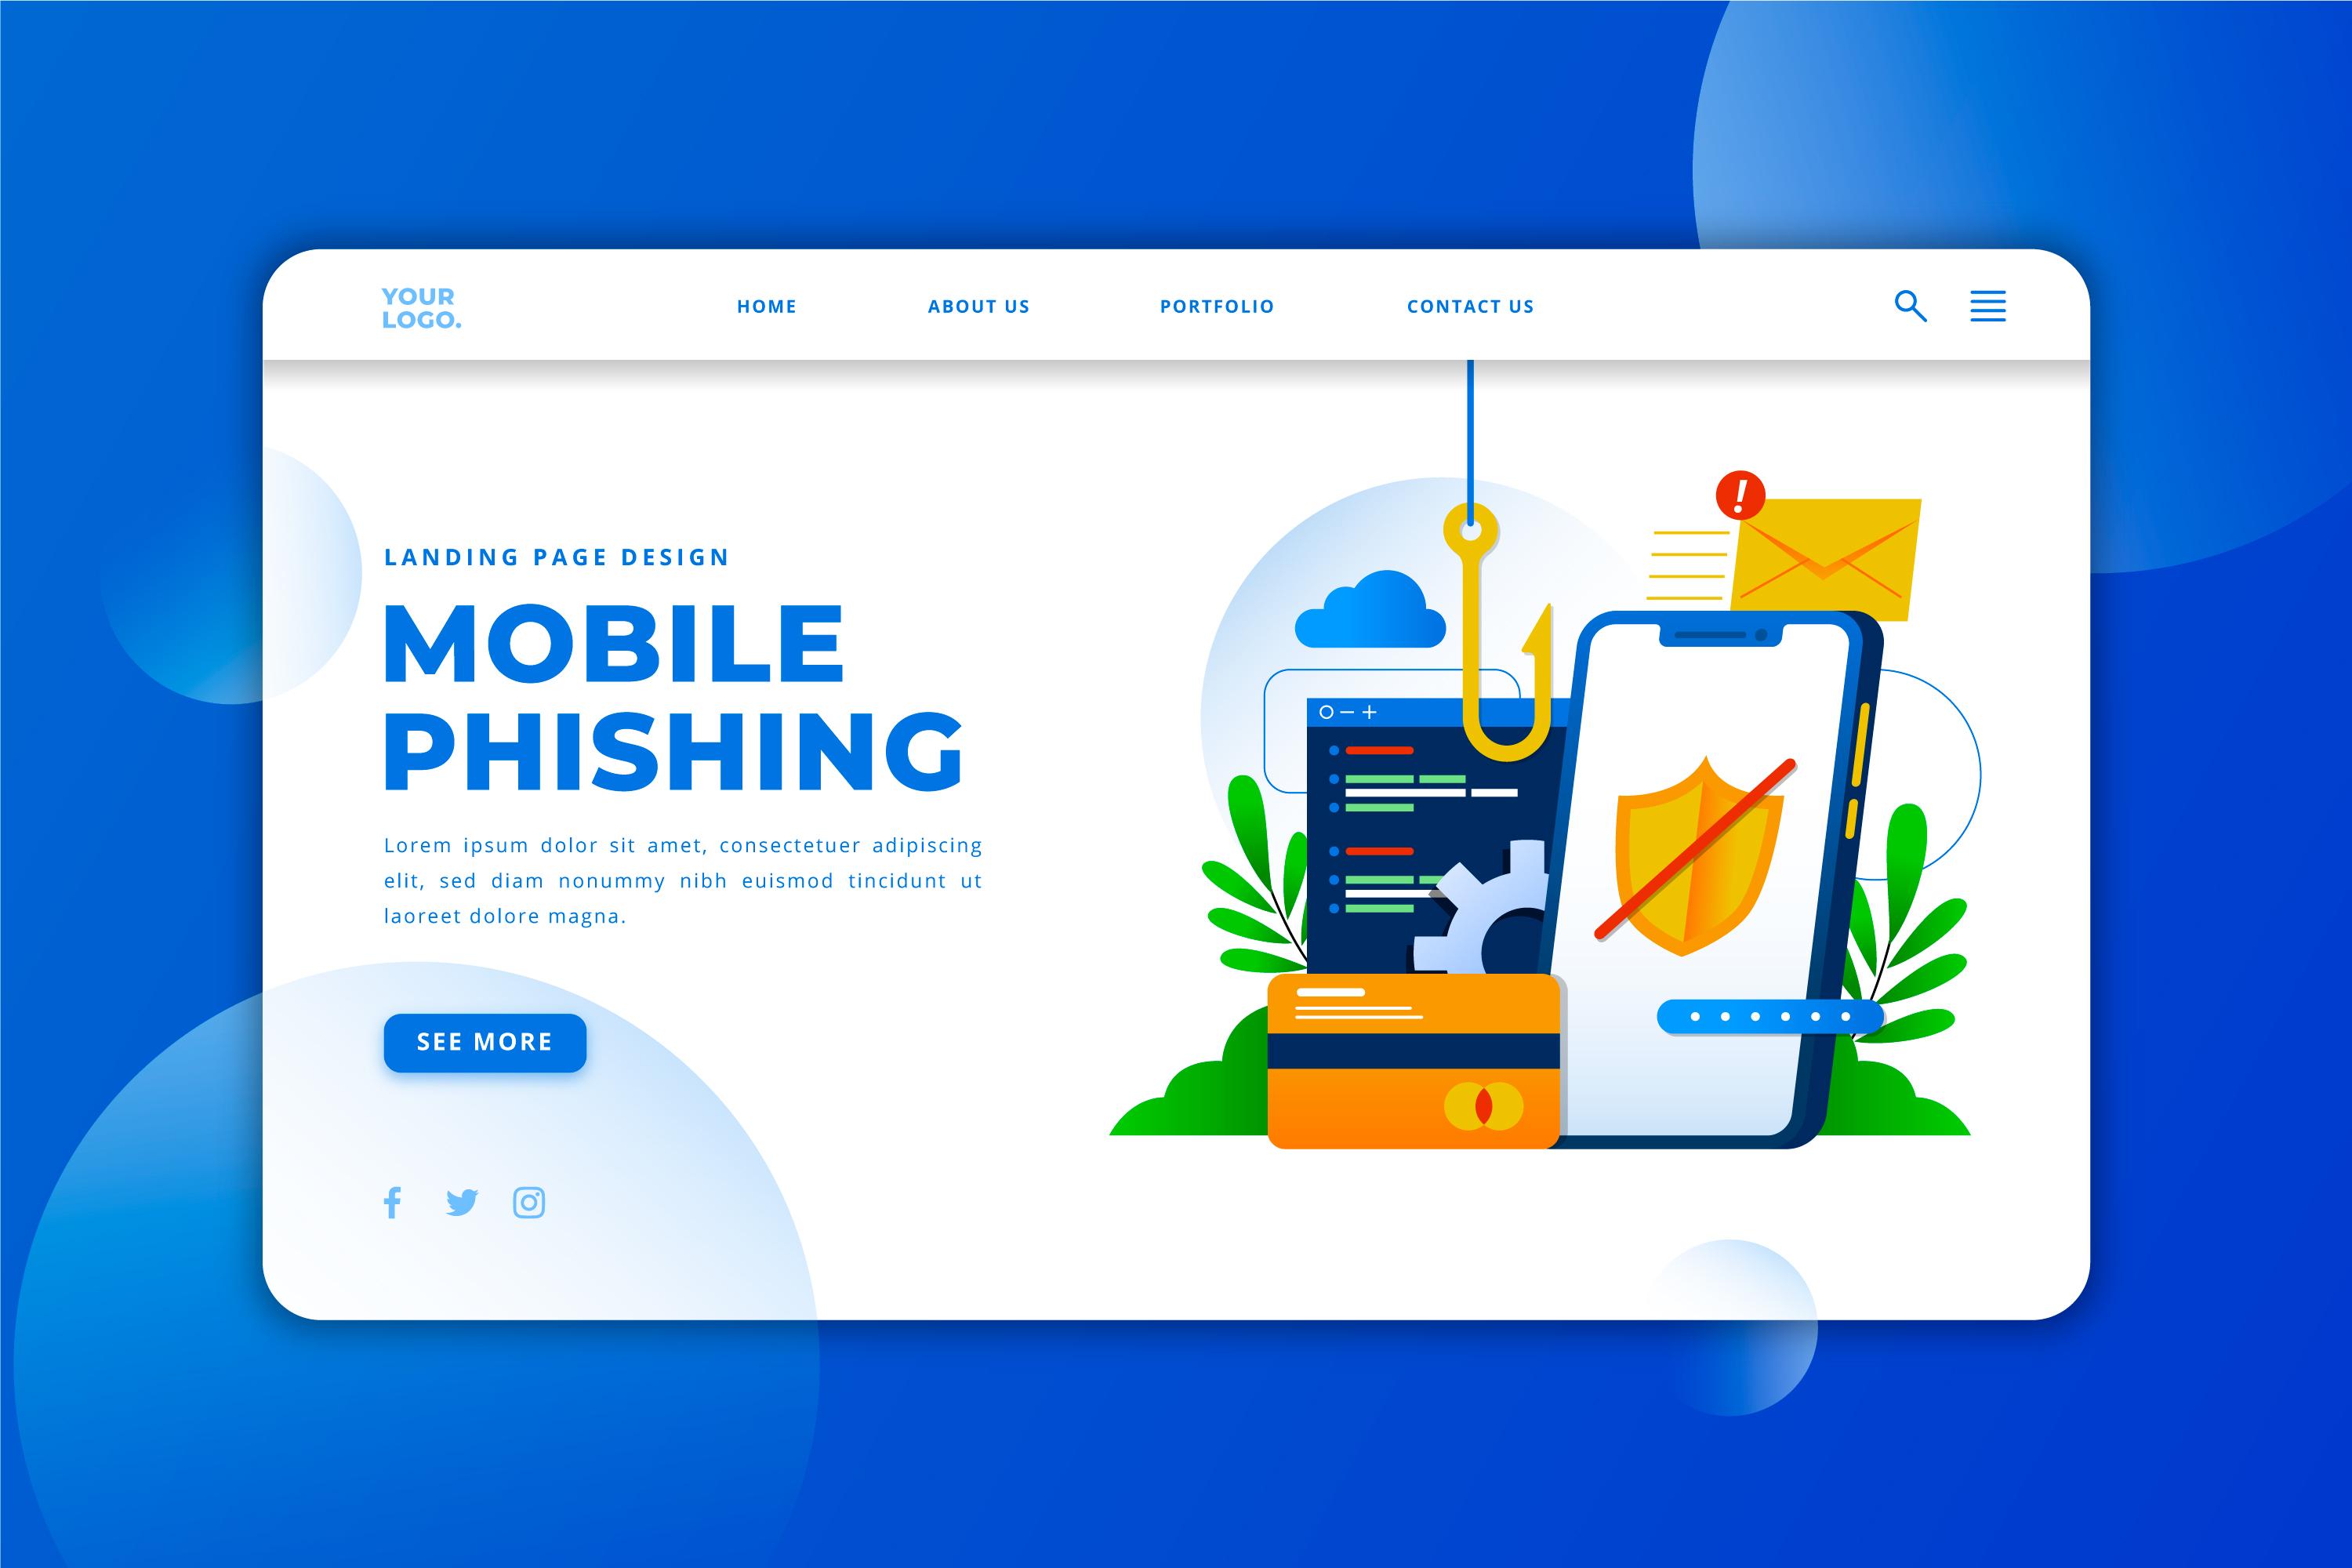 YOUR
LOGO.
HOME ABOUT US PORTFOLIO CONTACT US
LANDING PAGE DESIGN
MOBILE
PHISHING
Lorem ipsum dolor sit amet, consectetuer adipiscing
elit, sed diam nonummy nibh euismod tincidunt ut
laoreet dolore magna.
SEE MORE
!